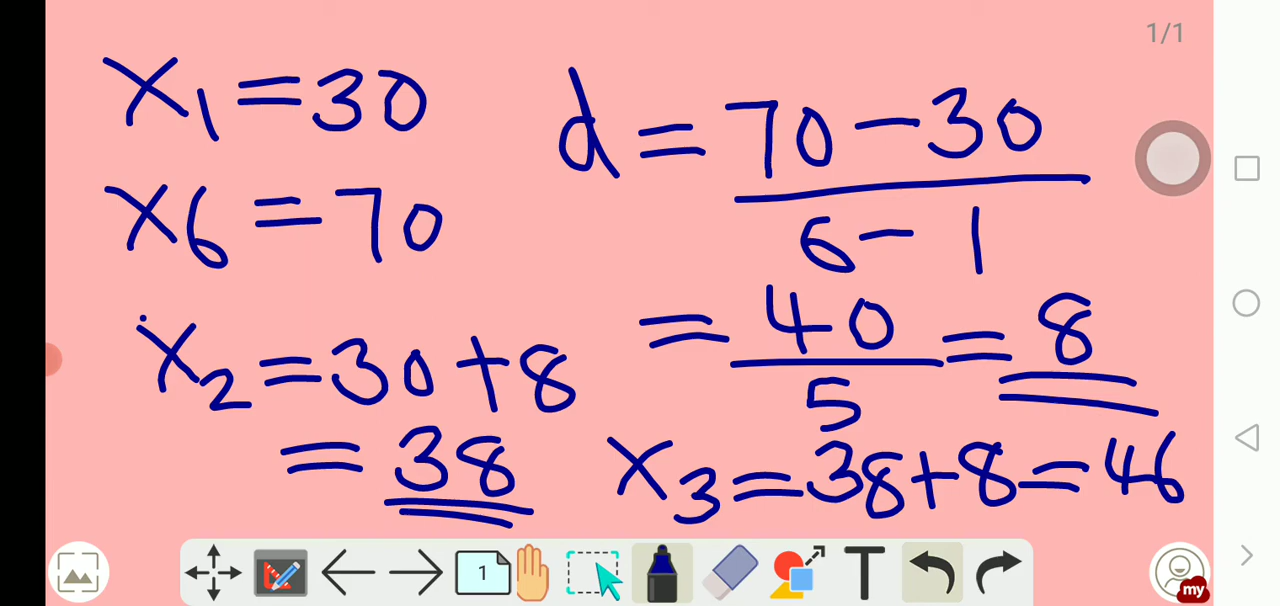 1/1
x₁ = 30
x6 = 70
d = 70 - 30 / 6 - 1
= 40 / 5 = 8
x₂ = 30 + 8
= 38
x₃ = 38 + 8 = 46
1
T
my